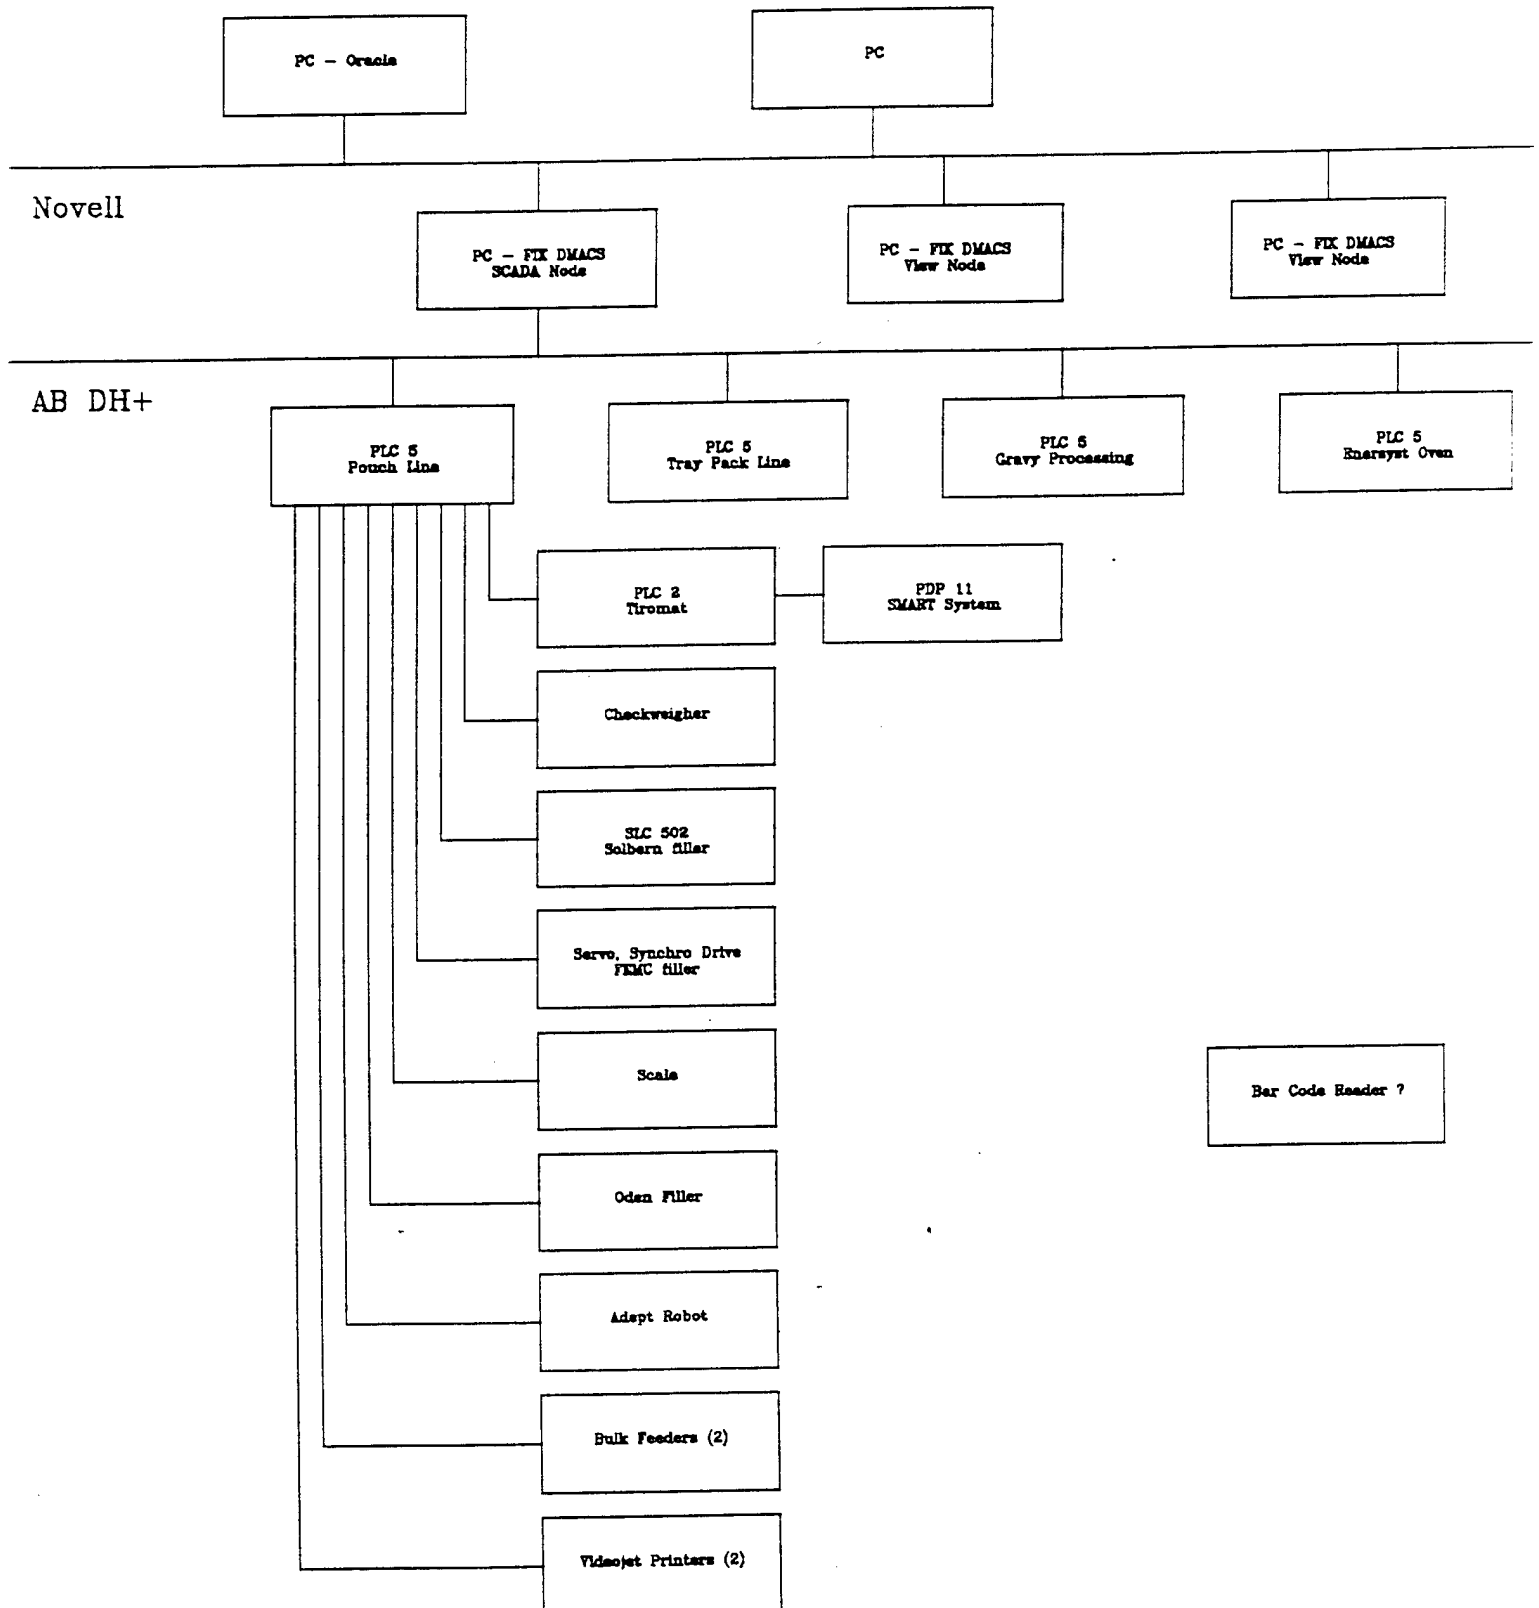 PC - Oracle
PC
Novell
PC - FIX DMACS
SCADA Node
PC - FIX DMACS
View Node
PC - FIX DMACS
View Node
AB DH+
PLC 5
Pouch Line
PLC 5
Tray Pack Line
PLC 5
Gravy Processing
PLC 5
Enersyst Oven
PLC 2
Tiromat
PDP 11
SMART System
Checkweigher
SLC 502
Solbern filler
Servo, Synchro Drive
FEMC filler
Scale
Bar Code Reader ?
Oden Filler
Adept Robot
Bulk Feeders (2)
Videojet Printers (2)